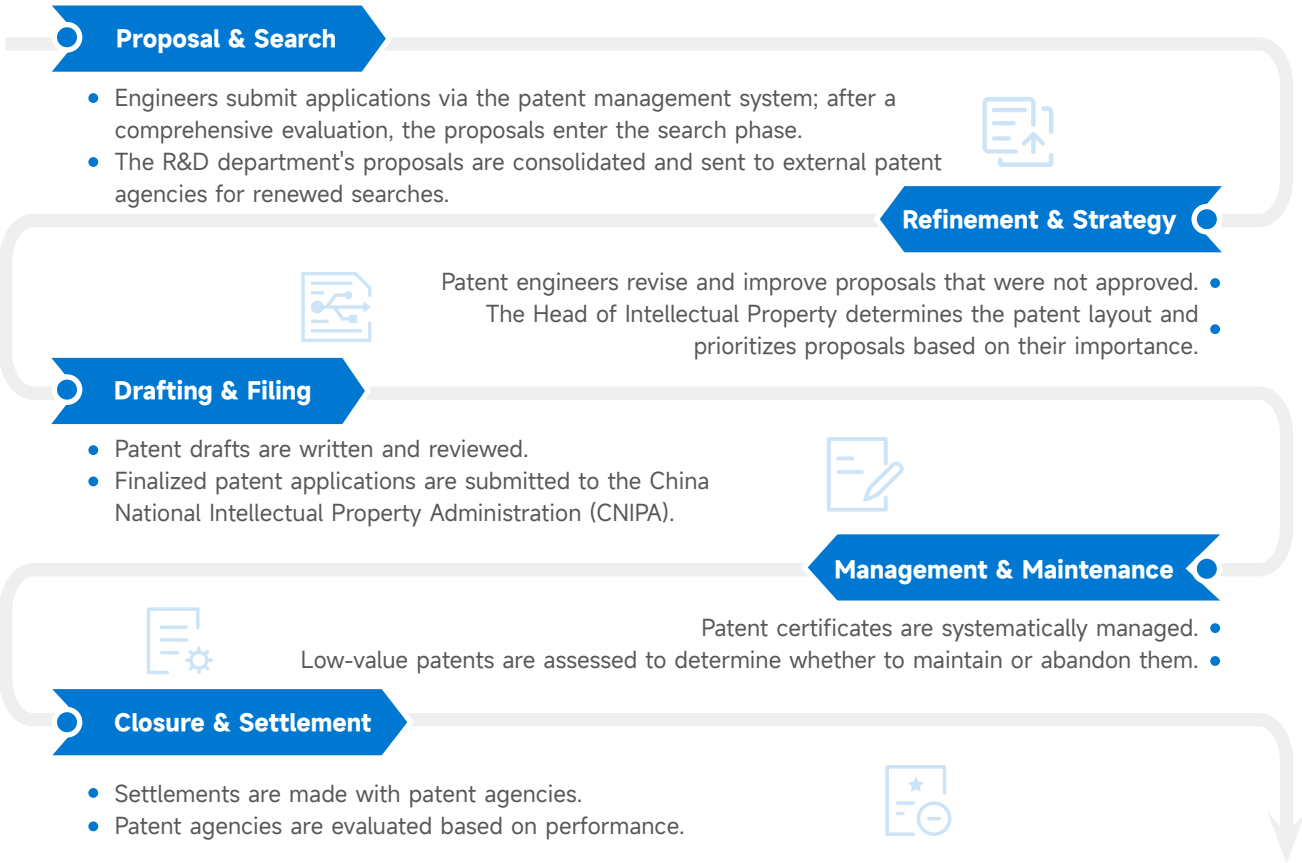 Proposal & Search
• Engineers submit applications via the patent management system; after a
comprehensive evaluation, the proposals enter the search phase.
• The R&D department's proposals are consolidated and sent to external patent
agencies for renewed searches.
Refinement & Strategy
Patent engineers revise and improve proposals that were not approved. •
The Head of Intellectual Property determines the patent layout and
prioritizes proposals based on their importance. •
Drafting & Filing
• Patent drafts are written and reviewed.
• Finalized patent applications are submitted to the China
National Intellectual Property Administration (CNIPA).
Management & Maintenance
Patent certificates are systematically managed. •
Low-value patents are assessed to determine whether to maintain or abandon them. •
Closure & Settlement
• Settlements are made with patent agencies.
• Patent agencies are evaluated based on performance.